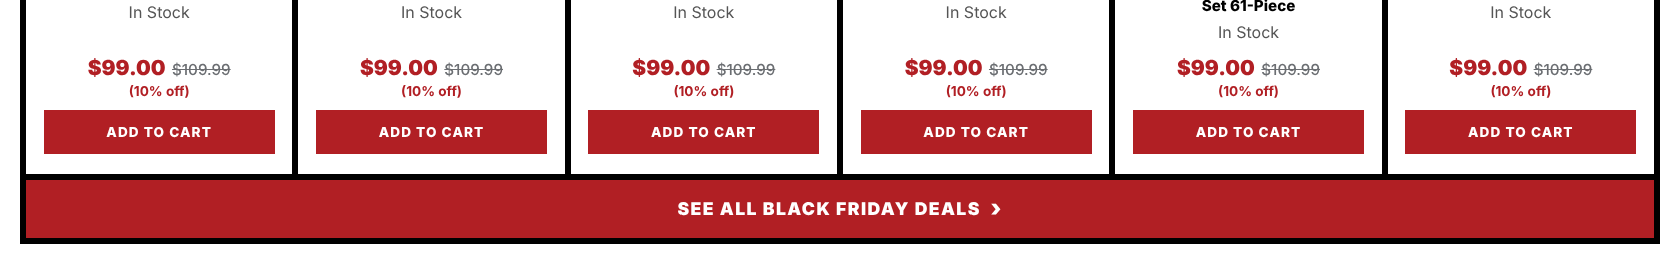 In Stock
$99.00 $109.99
(10% off)
ADD TO CART
In Stock
$99.00 $109.99
(10% off)
ADD TO CART
In Stock
$99.00 $109.99
(10% off)
ADD TO CART
In Stock
$99.00 $109.99
(10% off)
ADD TO CART
Set 61-Piece
In Stock
$99.00 $109.99
(10% off)
ADD TO CART
In Stock
$99.00 $109.99
(10% off)
ADD TO CART
SEE ALL BLACK FRIDAY DEALS ›